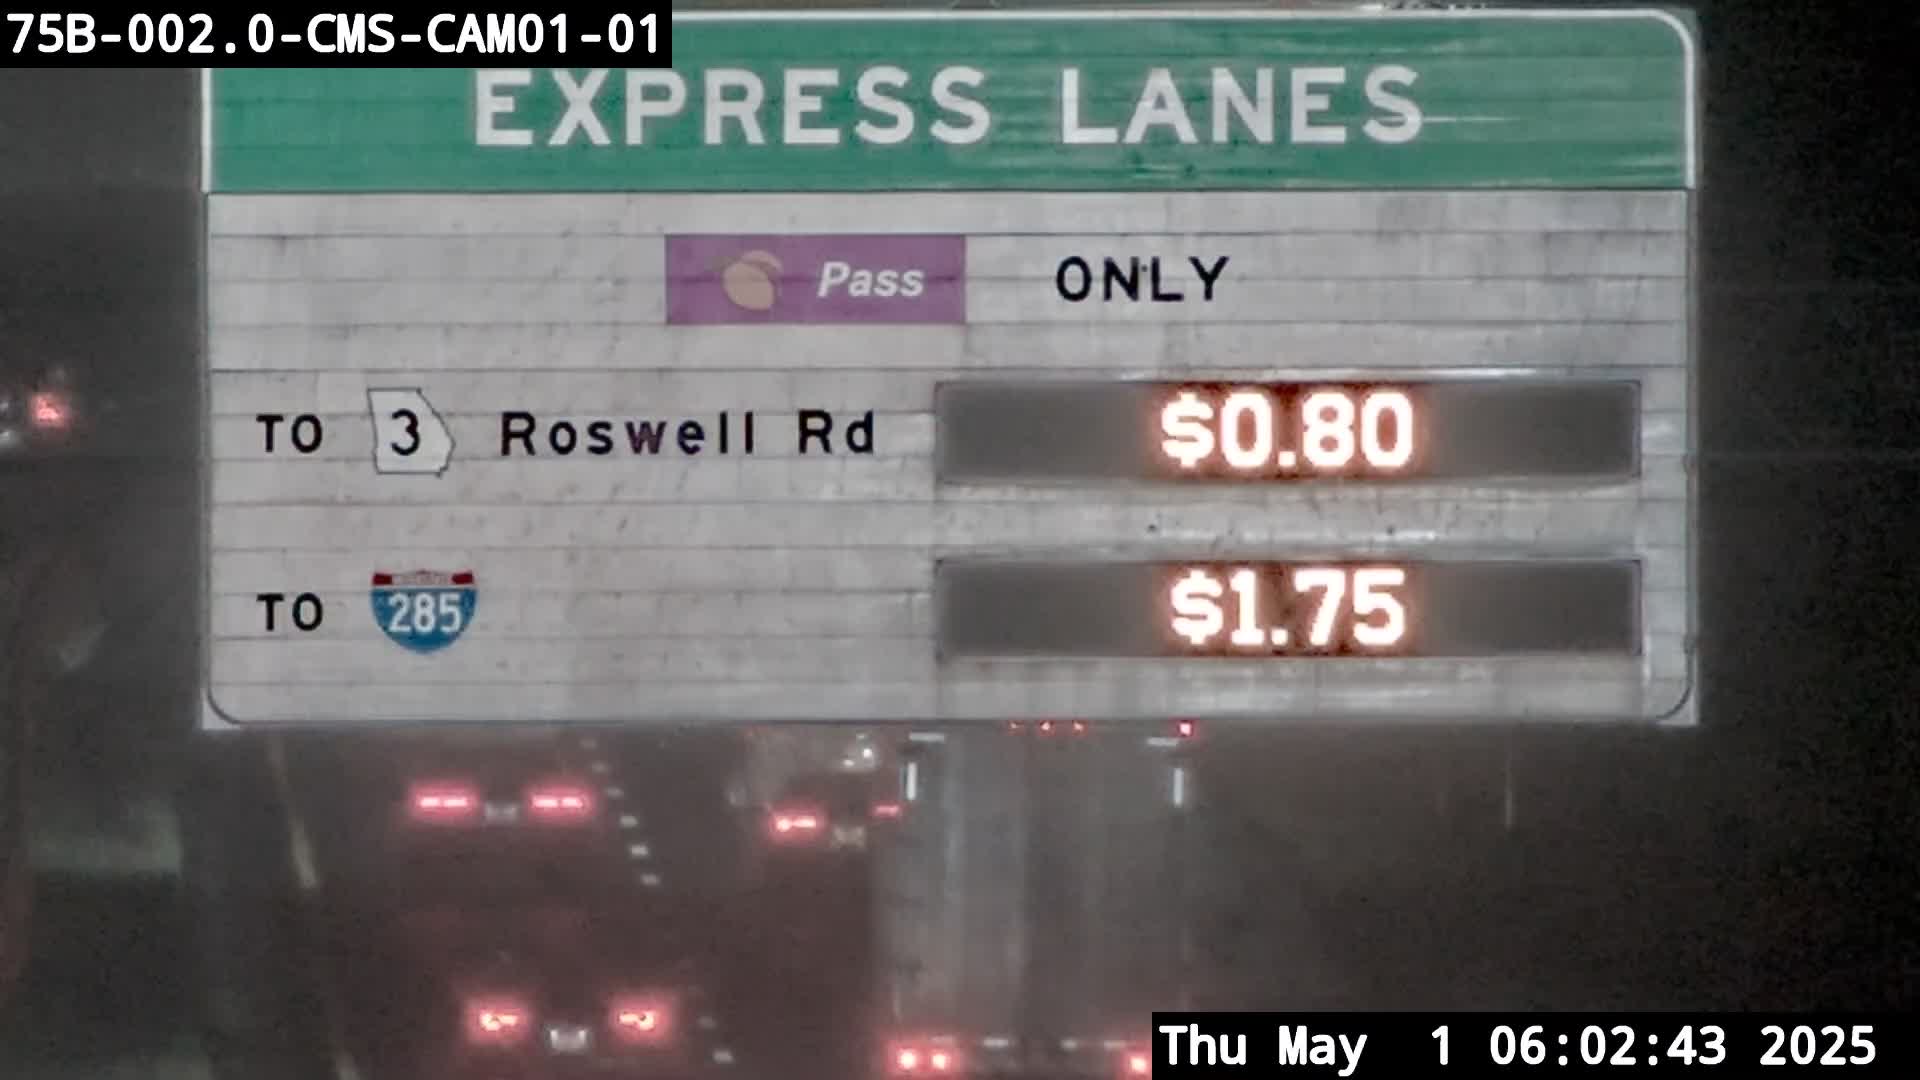 75B-002.0-CMS-CAM01-01
EXPRESS LANES
Pass ONLY
TO 3 Roswell Rd $0.80
TO 285 $1.75
Thu May 1 06:02:43 2025